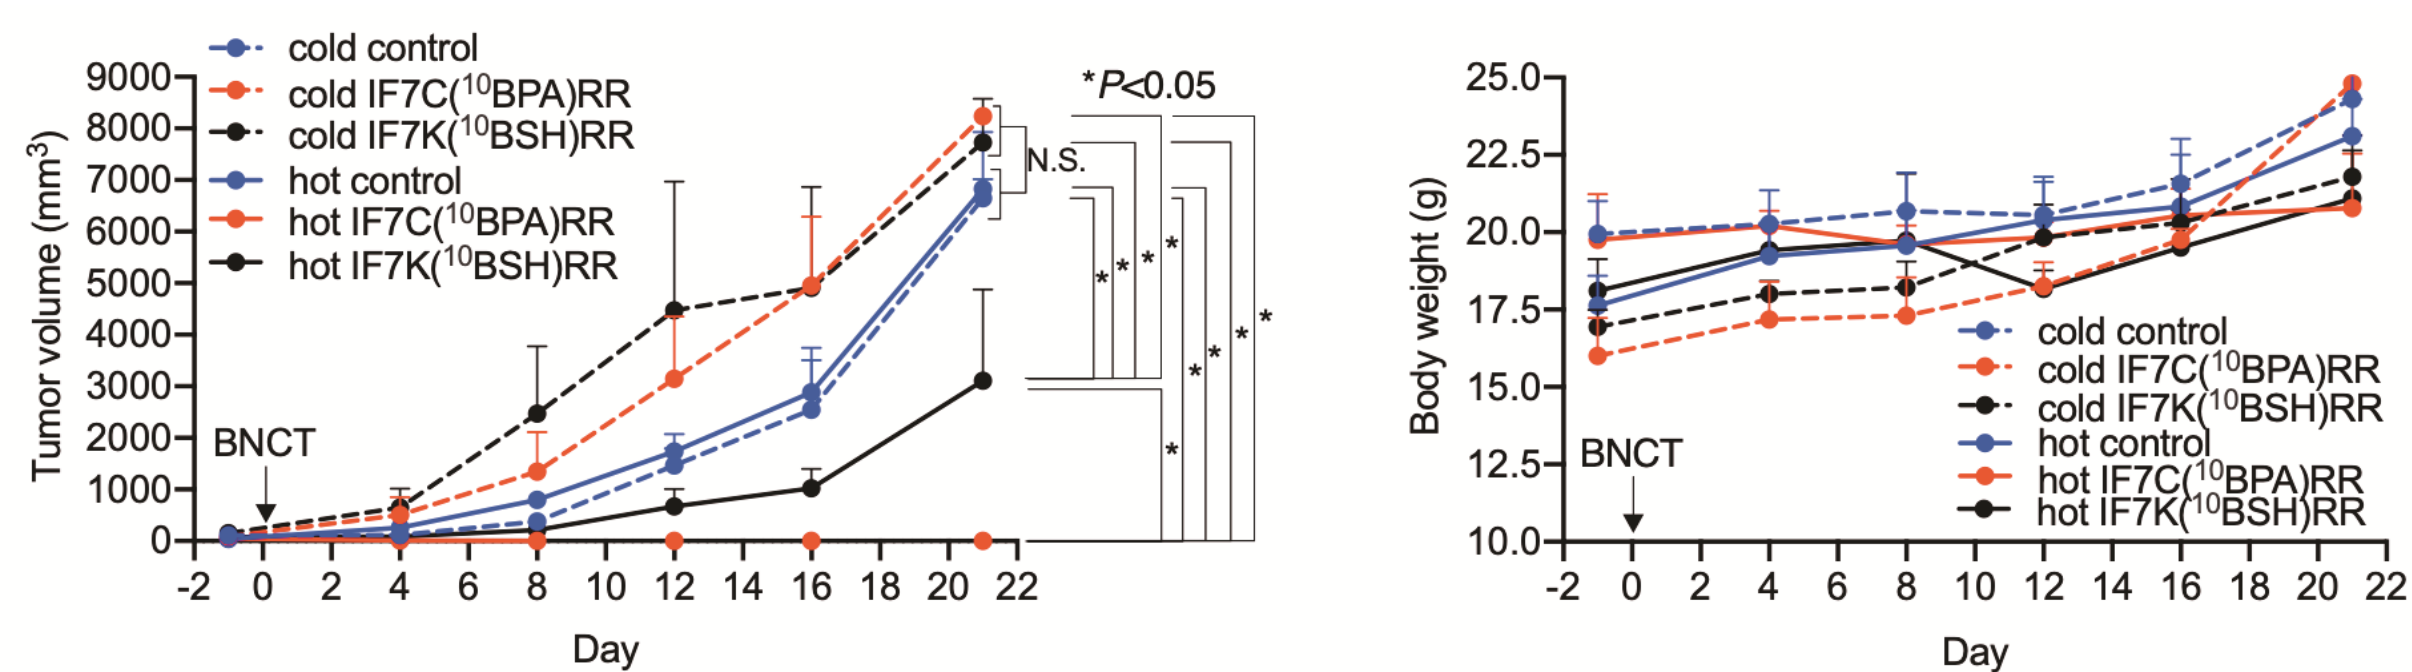 cold control
cold IF7C(¹⁰BPA)RR
cold IF7K(¹⁰BSH)RR
hot control
hot IF7C(¹⁰BPA)RR
hot IF7K(¹⁰BSH)RR
Tumor volume (mm³)
9000
8000
7000
6000
5000
4000
3000
2000
1000
0
BNCT
-2 0 2 4 6 8 10 12 14 16 18 20 22
Day
*P<0.05
N.S.
* * * *
* * * *
*
Body weight (g)
25.0
22.5
20.0
17.5
15.0
12.5
10.0
BNCT
cold control
cold IF7C(¹⁰BPA)RR
cold IF7K(¹⁰BSH)RR
hot control
hot IF7C(¹⁰BPA)RR
hot IF7K(¹⁰BSH)RR
-2 0 2 4 6 8 10 12 14 16 18 20 22
Day